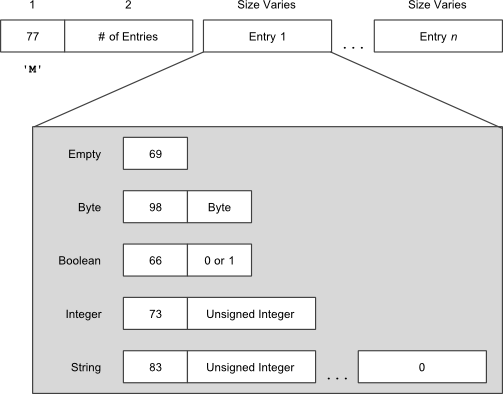 1 2 Size Varies Size Varies
77 # of Entries Entry 1 ... Entry n
'M'
Empty 69
Byte 98 Byte
Boolean 66 0 or 1
Integer 73 Unsigned Integer
String 83 Unsigned Integer ... 0